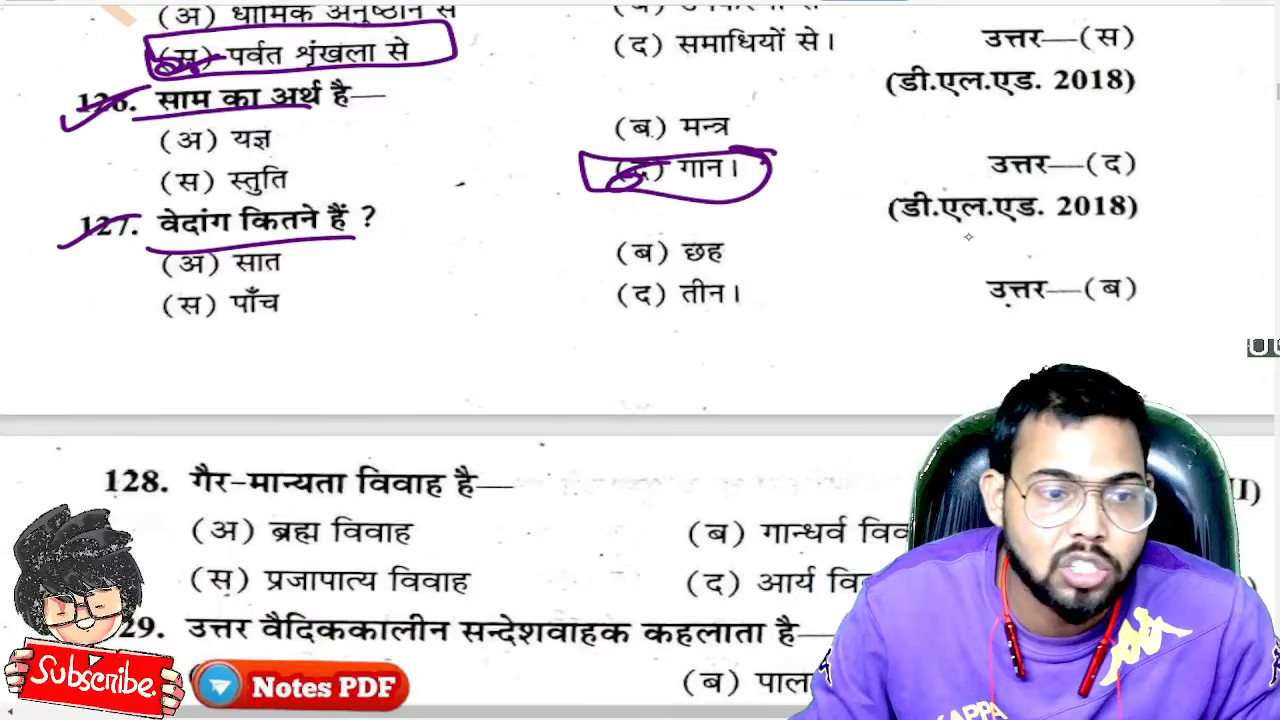 (अ) धार्मिक अनुष्ठान से
(स) पर्वत शृंखला से
(द) समाधियों से।
उत्तर—(स)
126. साम का अर्थ है—
(डी.एल.एड. 2018)
(अ) यज्ञ
(ब) मन्त्र
(स) स्तुति
(द) गान।
उत्तर—(द)
127. वेदांग कितने हैं ?
(डी.एल.एड. 2018)
(अ) सात
(ब) छह
(स) पाँच
(द) तीन।
उत्तर—(ब)
128. गैर-मान्यता विवाह है—
(अ) ब्रह्म विवाह
(ब) गान्धर्व
(स) प्रजापात्य विवाह
(द) आर्य
29. उत्तर वैदिककालीन सन्देशवाहक कहलाता है—
(ब)
Subscribe.
Notes PDF
KAPPA